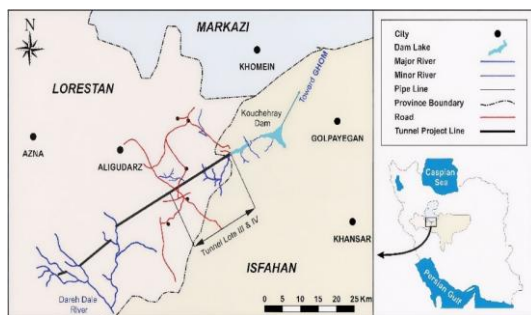 MARKAZI
N
KHOMEIN
LORESTAN
Toward GHOM
Kouchehray
Dam
GOLPAYEGAN
AZNA
ALIGUDARZ
Tunnel Lots III & IV
KHANSAR
ISFAHAN
Dareh Daie
River
0 5 10 15 20 25 Km
City
Dam Lake
Major River
Minor River
Pipe Line
Province Boundary
Road
Tunnel Project Line
Caspian
Sea
Persian Gulf